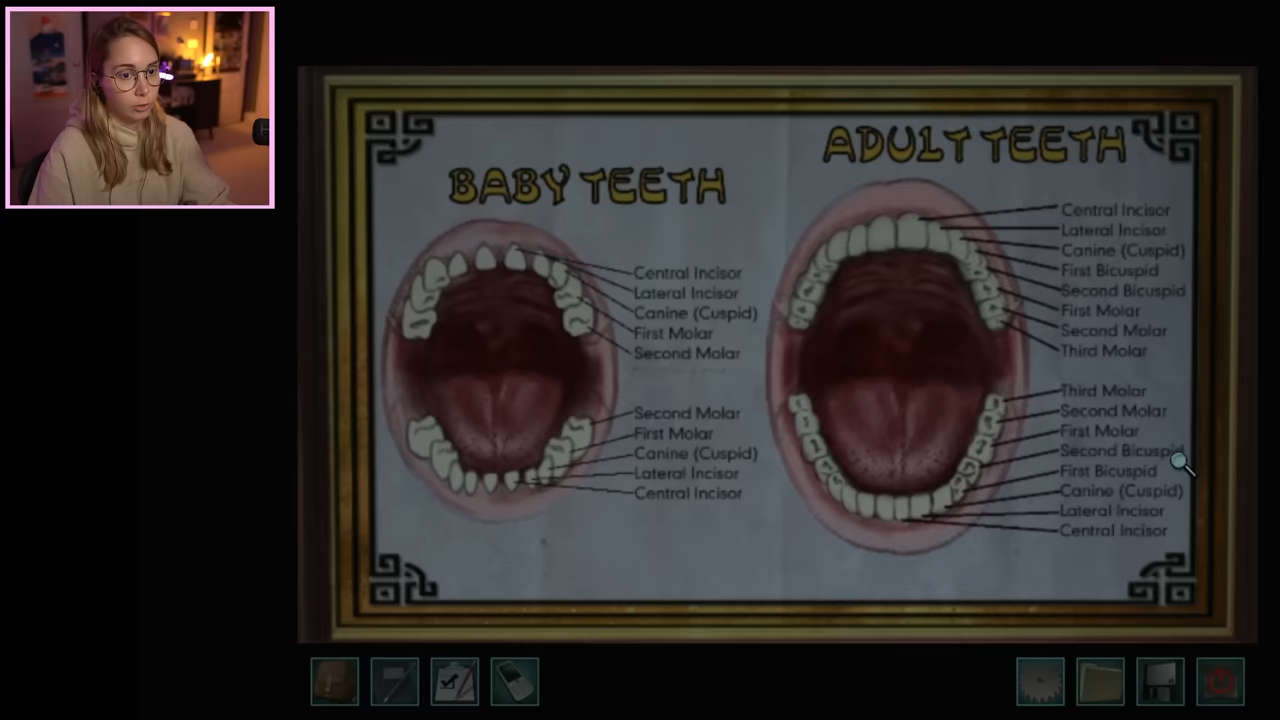 BABY TEETH
Central Incisor
Lateral Incisor
Canine (Cuspid)
First Molar
Second Molar
Second Molar
First Molar
Canine (Cuspid)
Lateral Incisor
Central Incisor
ADULT TEETH
Central Incisor
Lateral Incisor
Canine (Cuspid)
First Bicuspid
Second Bicuspid
First Molar
Second Molar
Third Molar
Third Molar
Second Molar
First Molar
Second Bicuspid
First Bicuspid
Canine (Cuspid)
Lateral Incisor
Central Incisor